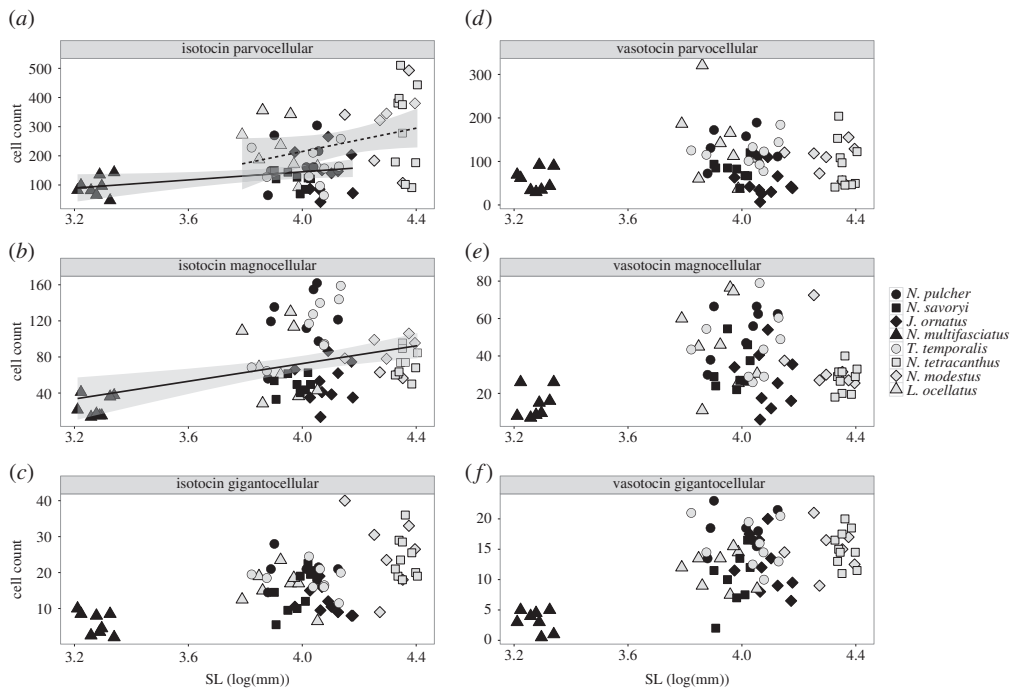 (a)
isotocin parvocellular
500
400
300
200
100
cell count
3.2 3.6 4.0 4.4
(b)
isotocin magnocellular
160
120
80
40
cell count
3.2 3.6 4.0 4.4
(c)
isotocin gigantocellular
40
30
20
10
cell count
3.2 3.6 4.0 4.4
SL (log(mm))
(d)
vasotocin parvocellular
300
200
100
0
3.2 3.6 4.0 4.4
(e)
vasotocin magnocellular
80
60
40
20
3.2 3.6 4.0 4.4
(f)
vasotocin gigantocellular
20
15
10
5
0
3.2 3.6 4.0 4.4
SL (log(mm))
N. pulcher
N. savoryi
J. ornatus
N. multifasciatus
T. temporalis
N. tetracanthus
N. modestus
L. ocellatus